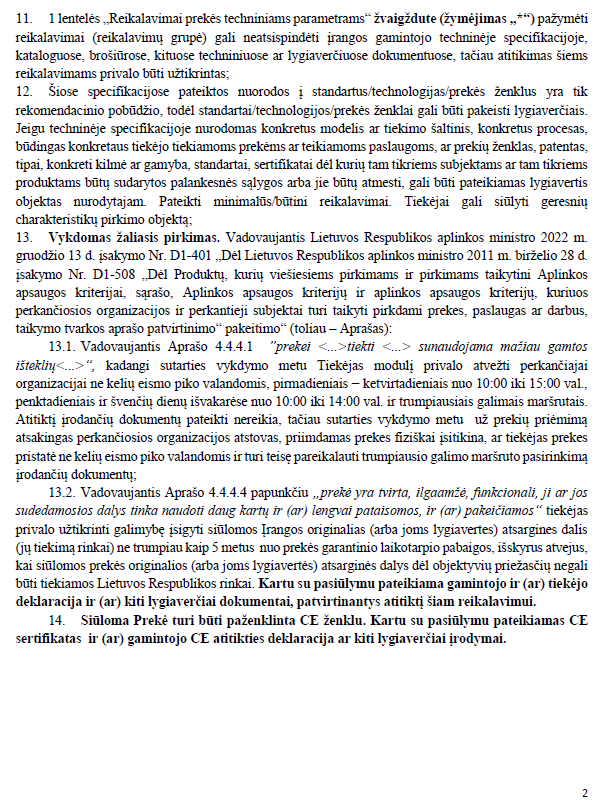 11. 1 lentelės „Reikalavimai prekės techniniams parametrams“ žvaigždute (žymėjimas „*“) pažymėti
reikalavimai (reikalavimų grupė) gali neatsispindėti įrangos gamintojo techninėje specifikacijoje,
kataloguose, brošiūrose, kituose techniniuose ar lygiaverčiuose dokumentuose, tačiau atitikimas šiems
reikalavimams privalo būti užtikrintas;
12. Šiose specifikacijose pateiktos nuorodos į standartus/technologijas/prekės ženklus yra tik
rekomendacinio pobūdžio, todėl standartai/technologijos/prekės ženklai gali būti pakeisti lygiaverčiais.
Jeigu techninėje specifikacijoje nurodomas konkretus modelis ar tiekimo šaltinis, konkretus procesas,
būdingas konkretaus tiekėjo tiekiamoms prekėms ar teikiamoms paslaugoms, ar prekių ženklas, patentas,
tipai, konkreti kilmė ar gamyba, standartai, sertifikatai dėl kurių tam tikriems subjektams ar tam tikriems
produktams būtų sudarytos palankesnės sąlygos arba jie būtų atmesti, gali būti pateikiamas lygiavertis
objektas nurodytajam. Pateikti minimalūs/būtini reikalavimai. Tiekėjai gali siūlyti geresnių
charakteristikų pirkimo objektą;
13. Vykdomas žaliasis pirkimas. Vadovaujantis Lietuvos Respublikos aplinkos ministro 2022 m.
gruodžio 13 d. įsakymo Nr. D1-401 „Dėl Lietuvos Respublikos aplinkos ministro 2011 m. birželio 28 d.
įsakymo Nr. D1-508 „Dėl Produktų, kurių viešiesiems pirkimams ir pirkimams taikytini Aplinkos
apsaugos kriterijai, sąrašo, Aplinkos apsaugos kriterijų ir aplinkos apsaugos kriterijų, kuriuos
perkančiosios organizacijos ir perkantieji subjektai turi taikyti pirkdami prekes, paslaugas ar darbus,
taikymo tvarkos aprašo patvirtinimo“ pakeitimo“ (toliau – Aprašas):
13.1. Vadovaujantis Aprašo 4.4.4.1 ”prekei <...>tiekti <...> sunaudojama mažiau gamtos
išteklių<...>“, kadangi sutarties vykdymo metu Tiekėjas modulį privalo atvežti perkančiajai
organizacijai ne kelių eismo piko valandomis, pirmadieniais – ketvirtadieniais nuo 10:00 iki 15:00 val.,
penktadieniais ir švenčių dienų išvakarėse nuo 10:00 iki 14:00 val. ir trumpiausiais galimais maršrutais.
Atitiktį įrodančių dokumentų pateikti nereikia, tačiau sutarties vykdymo metu už prekių priėmimą
atsakingas perkančiosios organizacijos atstovas, priimdamas prekes fiziškai įsitikina, ar tiekėjas prekes
pristatė ne kelių eismo piko valandomis ir turi teisę pareikalauti trumpiausio galimo maršruto pasirinkimą
įrodančių dokumentų;
13.2. Vadovaujantis Aprašo 4.4.4.4 papunkčiu „prekė yra tvirta, ilgaamžė, funkcionali, ji ar jos
sudedamosios dalys tinka naudoti daug kartų ir (ar) lengvai pataisomos, ir (ar) pakeičiamos“ tiekėjas
privalo užtikrinti galimybę įsigyti siūlomos Įrangos originalias (arba joms lygiavertes) atsargines dalis
(jų tiekimą rinkai) ne trumpiau kaip 5 metus nuo prekės garantinio laikotarpio pabaigos, išskyrus atvejus,
kai siūlomos prekės originalios (arba joms lygiavertės) atsarginės dalys dėl objektyvių priežasčių negali
būti tiekiamos Lietuvos Respublikos rinkai. Kartu su pasiūlymu pateikiama gamintojo ir (ar) tiekėjo
deklaracija ir (ar) kiti lygiaverčiai dokumentai, patvirtinantys atitiktį šiam reikalavimui.
14. Siūloma Prekė turi būti paženklinta CE ženklu. Kartu su pasiūlymu pateikiamas CE
sertifikatas ir (ar) gamintojo CE atitikties deklaracija ar kiti lygiaverčiai įrodymai.
2